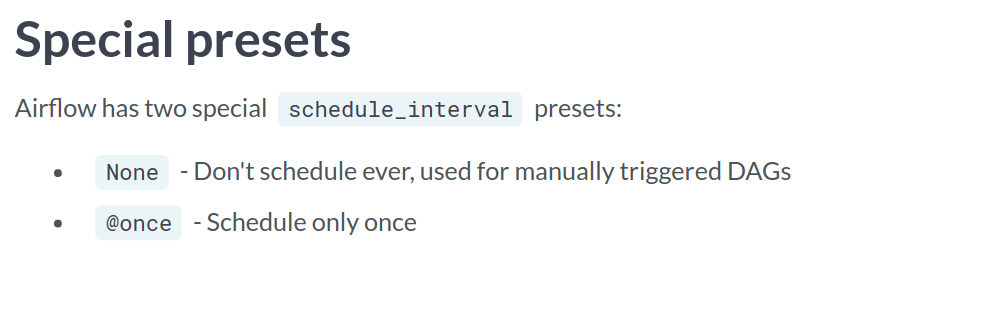 Special presets
Airflow has two special schedule_interval presets:
• None - Don't schedule ever, used for manually triggered DAGs
• @once - Schedule only once